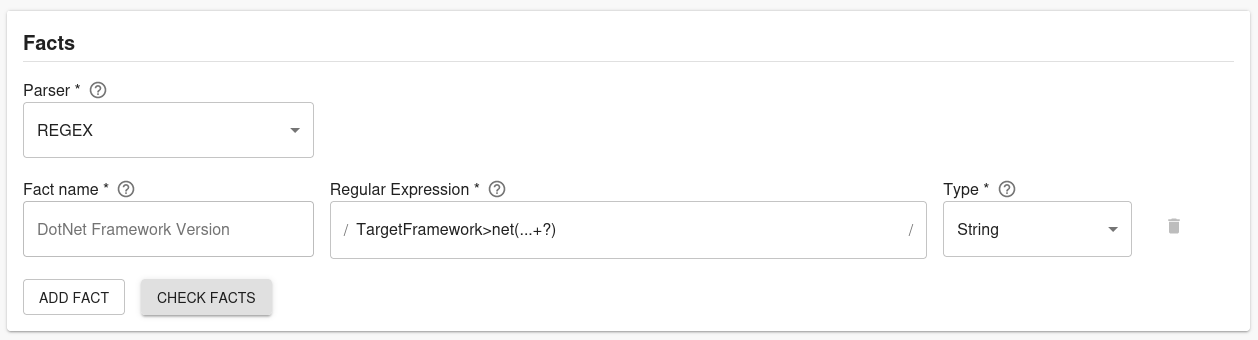 Facts
Parser * ?
REGEX
Fact name * ? Regular Expression * ? Type * ?
DotNet Framework Version / TargetFramework>net(...+?) / String
ADD FACT CHECK FACTS